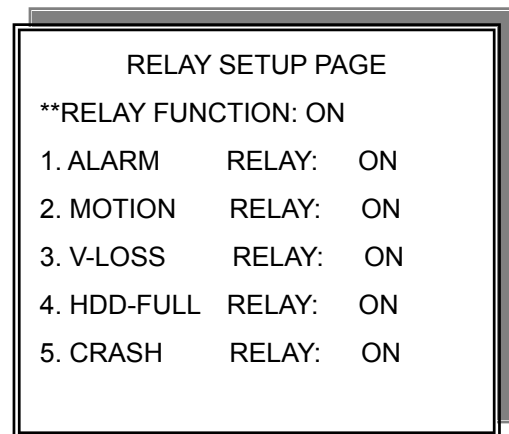 RELAY SETUP PAGE
**RELAY FUNCTION: ON
1. ALARM RELAY: ON
2. MOTION RELAY: ON
3. V-LOSS RELAY: ON
4. HDD-FULL RELAY: ON
5. CRASH RELAY: ON